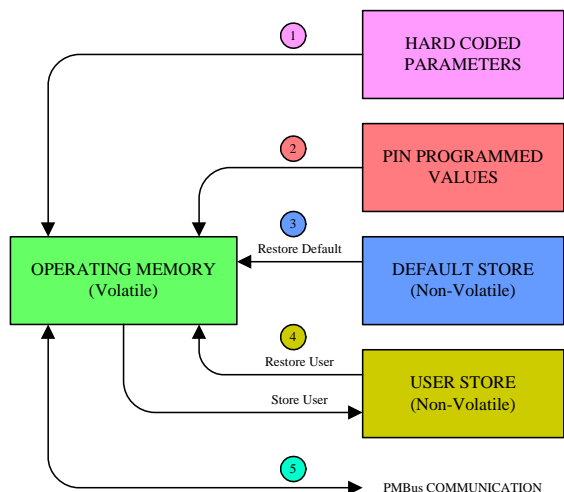 1
HARD CODED
PARAMETERS
2
PIN PROGRAMMED
VALUES
3
Restore Default
OPERATING MEMORY
(Volatile)
DEFAULT STORE
(Non-Volatile)
4
Restore User
Store User
USER STORE
(Non-Volatile)
5
PMBus COMMUNICATION